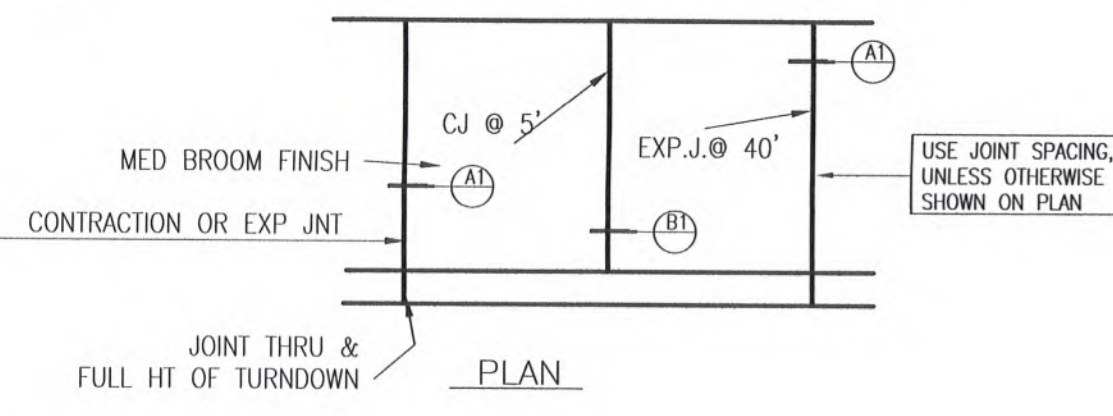 A1
CJ @ 5'
EXP.J.@ 40'
MED BROOM FINISH
A1
USE JOINT SPACING,
UNLESS OTHERWISE
SHOWN ON PLAN
CONTRACTION OR EXP JNT
B1
JOINT THRU &
FULL HT OF TURNDOWN
PLAN